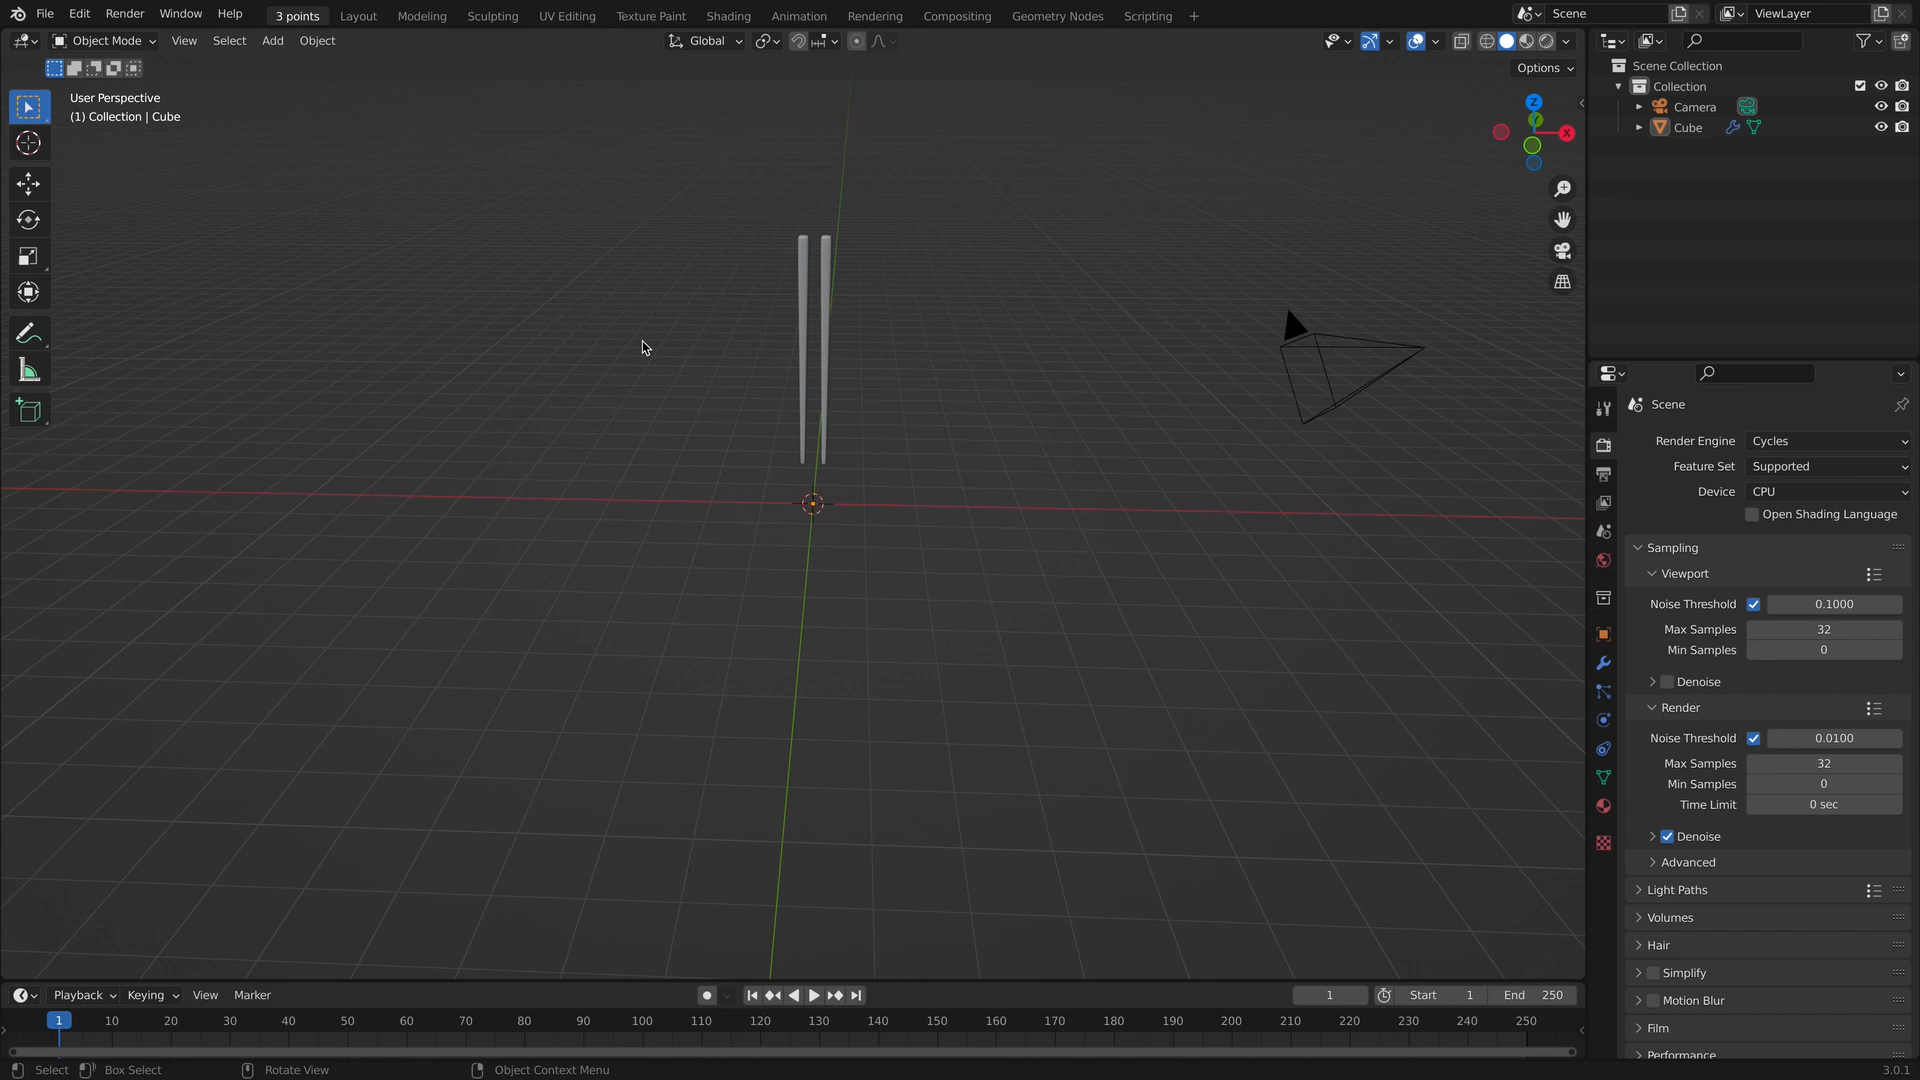 File Edit Render Window Help 3 points Layout Modeling Sculpting UV Editing Texture Paint Shading Animation Rendering Compositing Geometry Nodes Scripting + Scene ViewLayer
Object Mode View Select Add Object Global
Options
User Perspective
(1) Collection | Cube
Z
Y
X
Scene Collection
Collection
Camera
Cube
Scene
Render Engine Cycles
Feature Set Supported
Device CPU
Open Shading Language
Sampling
Viewport
Noise Threshold 0.1000
Max Samples 32
Min Samples 0
Denoise
Render
Noise Threshold 0.0100
Max Samples 32
Min Samples 0
Time Limit 0 sec
Denoise
Advanced
Light Paths
Volumes
Hair
Simplify
Motion Blur
Film
Performance
Playback Keying View Marker 1 Start 1 End 250
1 10 20 30 40 50 60 70 80 90 100 110 120 130 140 150 160 170 180 190 200 210 220 230 240 250
Select Box Select Rotate View Object Context Menu 3.0.1